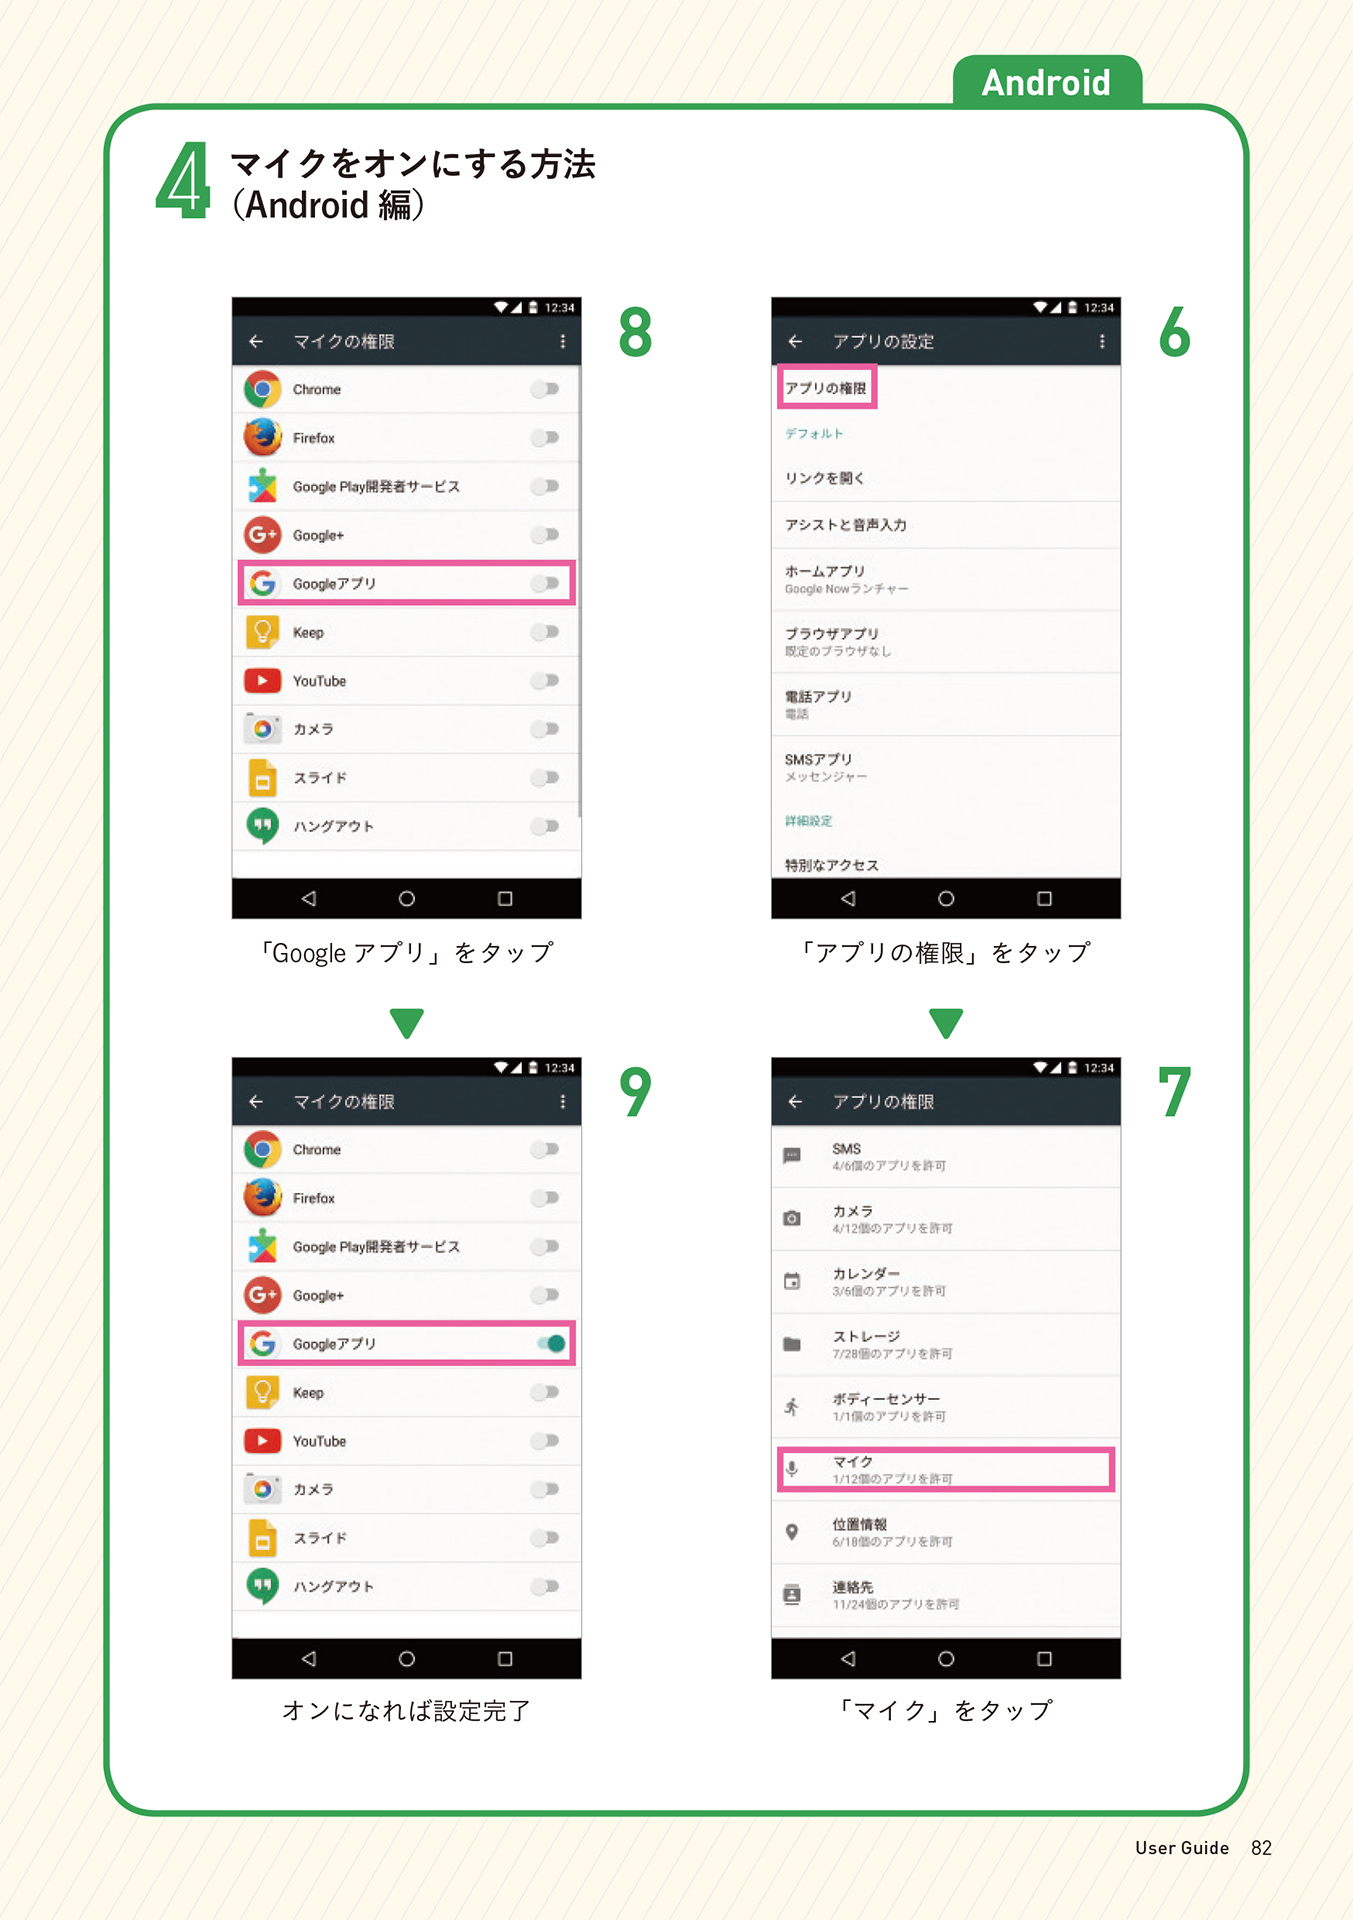 Android
4
マイクをオンにする方法
（Android 編）
6
12:34
アプリの設定
アプリの権限
デフォルト
リンクを開く
アシストと音声入力
ホームアプリ
Google Nowランチャー
ブラウザアプリ
既定のブラウザなし
電話アプリ
電話
SMSアプリ
メッセンジャー
詳細設定
特別なアクセス
「アプリの権限」をタップ
7
12:34
アプリの権限
SMS
4/6個のアプリを許可
カメラ
4/12個のアプリを許可
カレンダー
3/6個のアプリを許可
ストレージ
7/28個のアプリを許可
ボディーセンサー
1/1個のアプリを許可
マイク
1/12個のアプリを許可
位置情報
6/18個のアプリを許可
連絡先
11/24個のアプリを許可
「マイク」をタップ
8
12:34
マイクの権限
Chrome
Firefox
Google Play開発者サービス
G+ Google+
Googleアプリ
Keep
YouTube
カメラ
スライド
ハングアウト
「Google アプリ」をタップ
9
12:34
マイクの権限
Chrome
Firefox
Google Play開発者サービス
G+ Google+
Googleアプリ
Keep
YouTube
カメラ
スライド
ハングアウト
オンになれば設定完了
User Guide 82